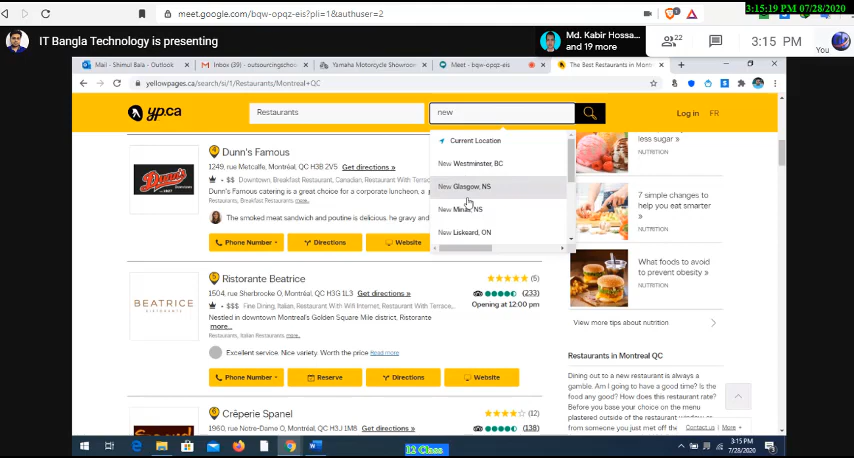 meet.google.com/bqw-opqz-eis?pli=1&authuser=2
3:15:19 PM 07/28/2020
IT Bangla Technology is presenting
Md. Kabir Hossa...
and 19 more
22
3:15 PM
You
Mail - Shimul Bala - Outlook
Inbox (39) - outsourcingschoo
Yamaha Motorcycle Showroom
Meet - bqw-opqz-eis
The Best Restaurants in Montreal
yellowpages.ca/search/si/1/Restaurants/Montreal+QC
yp.ca
Restaurants
new
Log in
FR
Current Location
New Westminster, BC
New Glasgow, NS
New Minas, NS
New Liskeard, ON
4 Dunn's Famous
1249, rue Metcalfe, Montréal, QC H3B 2V5 Get directions »
+ $$ Delivery, Breakfast Restaurant, Canadian, Restaurant With Terr
Dunn's Famous catering is a great choice for a corporate luncheon, a
Restaurants, Breakfast Restaurants, Delicatessens more...
The smoked meat sandwich and poutine is delicious. he gravy and
Phone Number
Directions
Website
DUNN'S
5 Ristorante Beatrice
(5)
1504, rue Sherbrooke O, Montréal, QC H3G 1L3 Get directions »
(233)
$$$ Fine Dining, Italian, Restaurant With Wifi Internet, Restaurant With Terrace,...
Opening at 12:00 pm
Nestled in downtown Montreal's Golden Square Mile district, Ristorante
more...
Restaurants, Italian Restaurants more...
Excellent service. Nice variety. Worth the price Read more
Phone Number
Reserve
Directions
Website
BEATRICE
RISTORANTE
6 Crêperie Spanel
(12)
1960, rue Notre-Dame O, Montréal, QC H3J 1M8 Get directions »
(138)
less sugar »
NUTRITION
7 simple changes to
help you eat smarter
»
NUTRITION
What foods to avoid
to prevent obesity »
NUTRITION
View more tips about nutrition
Restaurants in Montreal QC
Dining out to a new restaurant is always a
gamble. Am I going to have a good time? Is the
food any good? How does this restaurant rate?
Before you base your choice on the menu
plastered outside of the restaurant window, or
from someone you just met off the
Contact us
More
3:15 PM
7/28/2020
12 Class